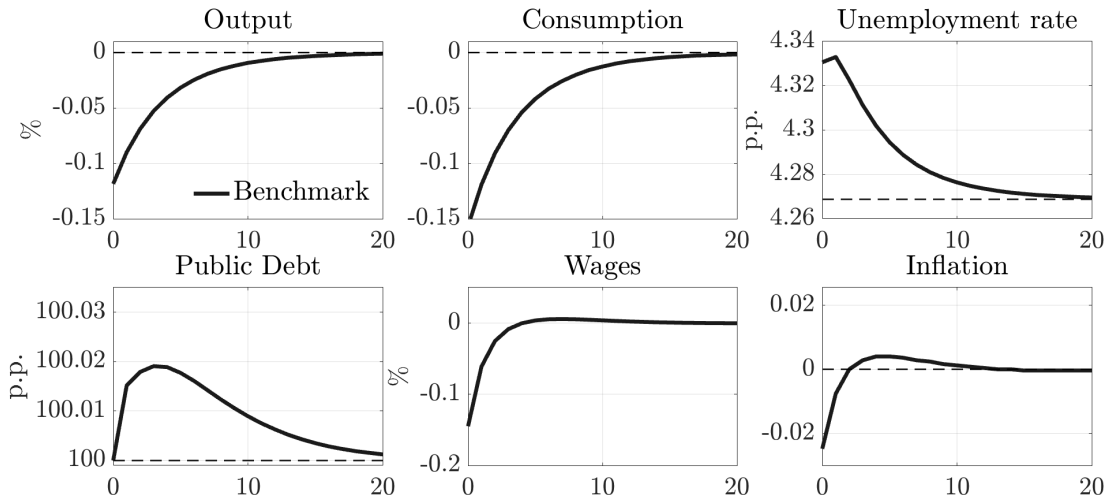 Output
0
-0.05
-0.1
-0.15
%
Benchmark
0 10 20
Consumption
0
-0.05
-0.1
-0.15
0 10 20
Unemployment rate
4.34
4.32
4.3
4.28
4.26
p.p.
0 10 20
Public Debt
100.03
100.02
100.01
100
p.p.
0 10 20
Wages
0
-0.1
-0.2
%
0 10 20
Inflation
0.02
0
-0.02
0 10 20